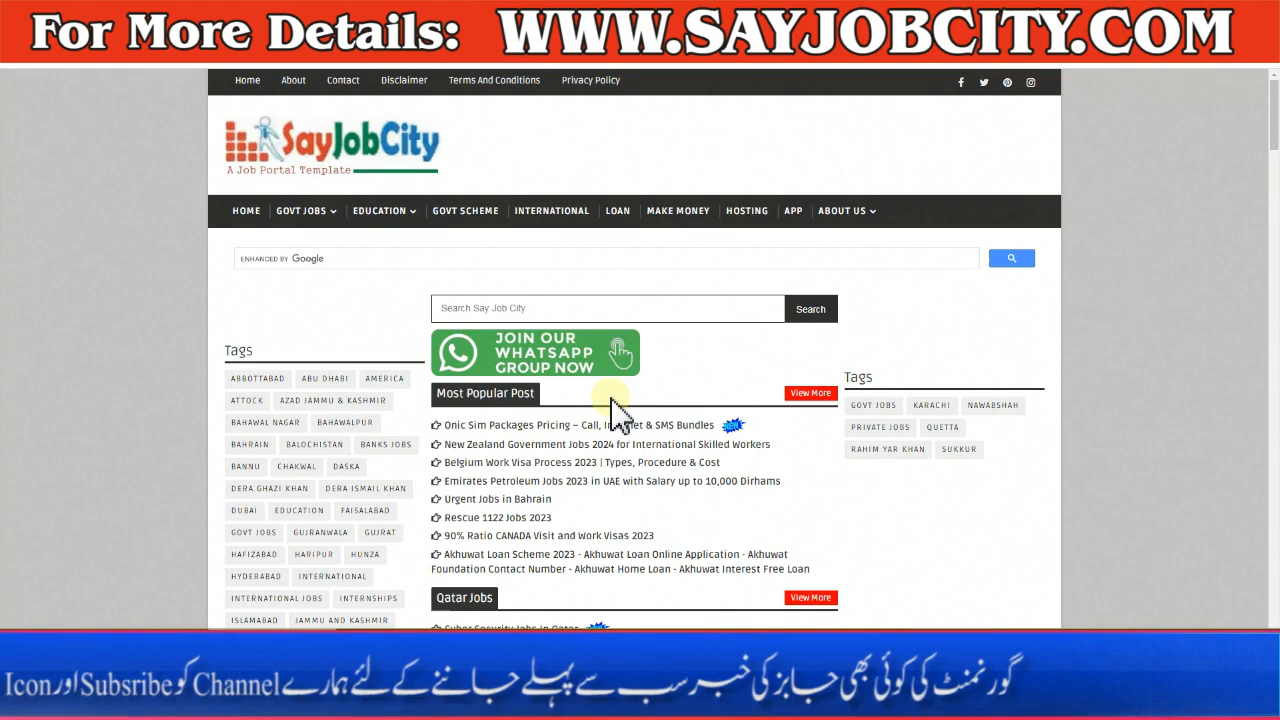 For More Details: WWW.SAYJOBCITY.COM
Home About Contact Disclaimer Terms And Conditions Privacy Policy
SayJobCity
A Job Portal Template
HOME GOVT JOBS EDUCATION GOVT SCHEME INTERNATIONAL LOAN MAKE MONEY HOSTING APP ABOUT US
ENHANCED BY Google
Search Say Job City Search
JOIN OUR
WHATSAPP
GROUP NOW
Tags
ABBOTTABAD ABU DHABI AMERICA
ATTOCK AZAD JAMMU & KASHMIR
BAHAWAL NAGAR BAHAWALPUR
BAHRAIN BALOCHISTAN BANKS JOBS
BANNU CHAKWAL DASKA
DERA GHAZI KHAN DERA ISMAIL KHAN
DUBAI EDUCATION FAISALABAD
GOVT JOBS GUJRANWALA GUJRAT
HAFIZABAD HARIPUR HUNZA
HYDERABAD INTERNATIONAL
INTERNATIONAL JOBS INTERNSHIPS
ISLAMABAD JAMMU AND KASHMIR
Most Popular Post View More
Onic Sim Packages Pricing – Call, & SMS Bundles NEW
New Zealand Government Jobs 2024 for International Skilled Workers
Belgium Work Visa Process 2023 | Types, Procedure & Cost
Emirates Petroleum Jobs 2023 in UAE with Salary up to 10,000 Dirhams
Urgent Jobs in Bahrain
Rescue 1122 Jobs 2023
90% Ratio CANADA Visit and Work Visas 2023
Akhuwat Loan Scheme 2023 - Akhuwat Loan Online Application - Akhuwat
Foundation Contact Number - Akhuwat Home Loan - Akhuwat Interest Free Loan
Qatar Jobs View More
Cyber Security Jobs In Qatar
Tags
GOVT JOBS KARACHI NAWABSHAH
PRIVATE JOBS QUETTA
RAHIM YAR KHAN SUKKUR
گورنمنٹ کی کوئی بھی جابز کی خبر سب سے پہلے جاننے کے لئے ہمارے Channel کو Subsribe اور Icon